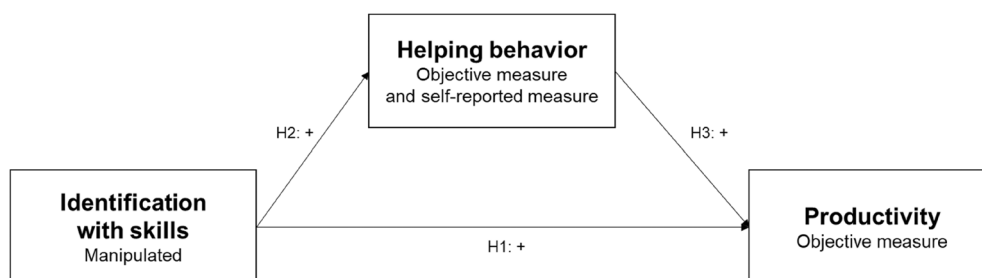 Helping behavior
Objective measure
and self-reported measure
H2: +
H3: +
Identification
with skills
Manipulated
H1: +
Productivity
Objective measure